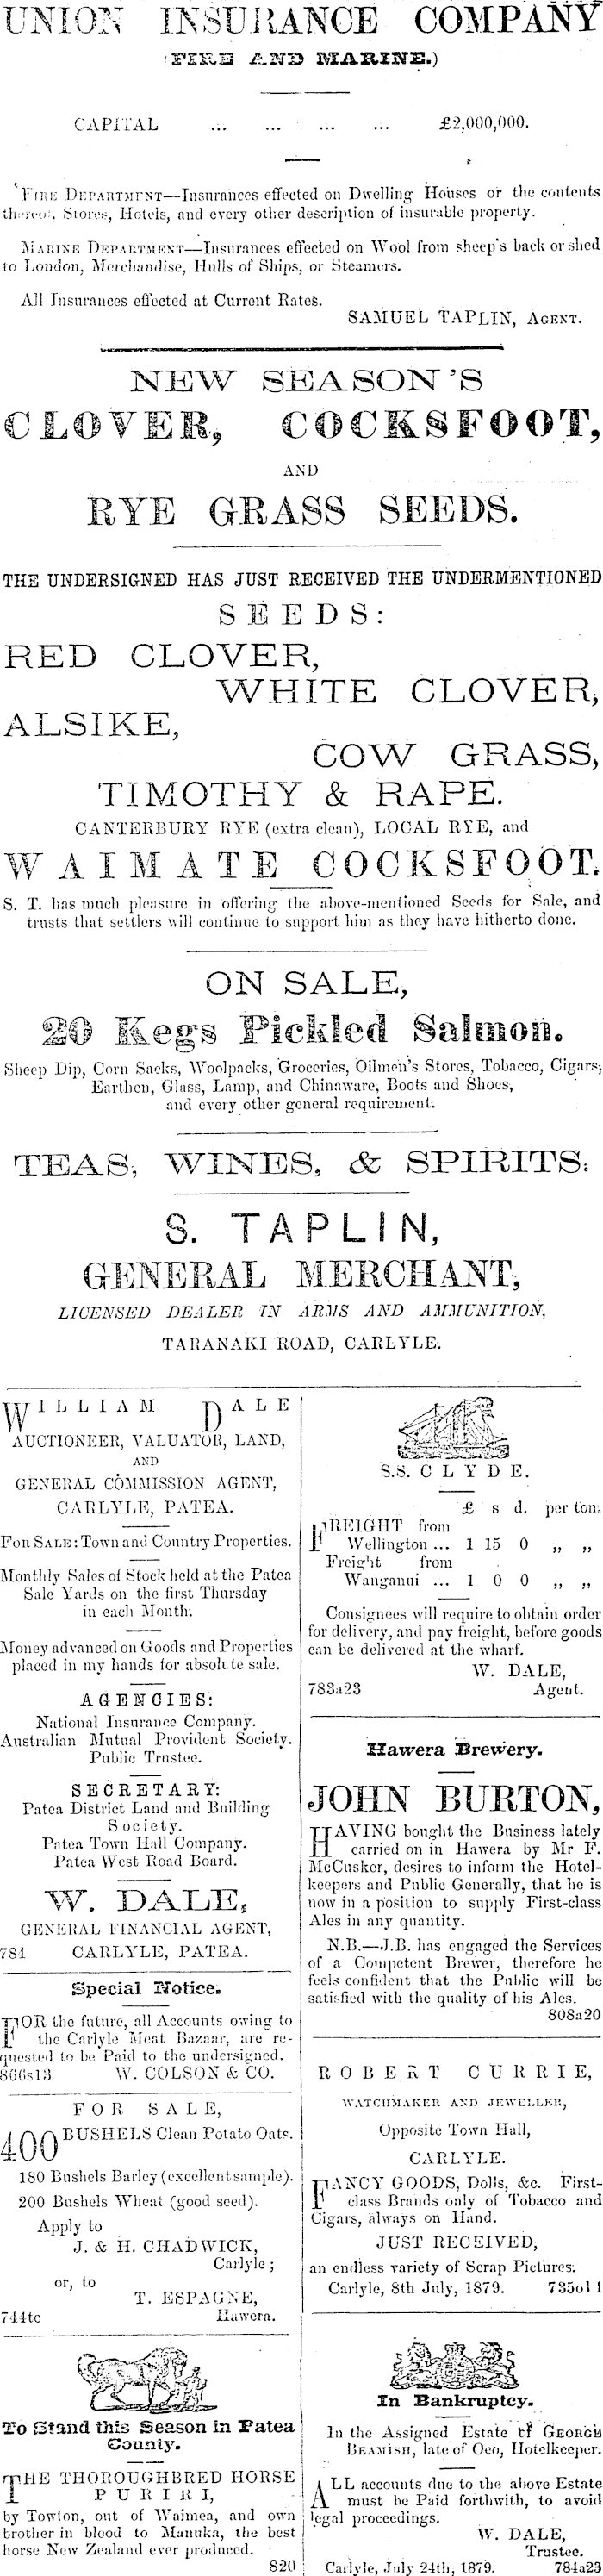 UNION INSURANCE COMPANY
(FIRE AND MARINE.)
CAPITAL ... ... ... ... £2,000,000.
FIRE DEPARTMENT—Insurances effected on Dwelling Houses or the contents
thereof, Stores, Hotels, and every other description of insurable property.
MARINE DEPARTMENT—Insurances effected on Wool from sheep's back or shed
to London, Merchandise, Hulls of Ships, or Steamers.
All Insurances effected at Current Rates.
SAMUEL TAPLIN, AGENT.
NEW SEASON'S
CLOVER, COCKSFOOT,
AND
RYE GRASS SEEDS.
THE UNDERSIGNED HAS JUST RECEIVED THE UNDERMENTIONED
SEEDS:
RED CLOVER,
WHITE CLOVER,
ALSIKE,
COW GRASS,
TIMOTHY & RAPE.
CANTERBURY RYE (extra clean), LOCAL RYE, and
WAIMATE COCKSFOOT.
S. T. has much pleasure in offering the above-mentioned Seeds for Sale, and
trusts that settlers will continue to support him as they have hitherto done.
ON SALE,
20 Kegs Pickled Salmon.
Sheep Dip, Corn Sacks, Woolpacks, Groceries, Oilmen's Stores, Tobacco, Cigars,
Earthen, Glass, Lamp, and Chinaware, Boots and Shoes,
and every other general requirement.
TEAS, WINES, & SPIRITS.
S. TAPLIN,
GENERAL MERCHANT,
LICENSED DEALER IN ARMS AND AMMUNITION,
TARANAKI ROAD, CARLYLE.
WILLIAM DALE
AUCTIONEER, VALUATOR, LAND,
AND
GENERAL COMMISSION AGENT,
CARLYLE, PATEA.
FOR SALE: Town and Country Properties.
Monthly Sales of Stock held at the Patea
Sale Yards on the first Thursday
in each Month.
Money advanced on Goods and Properties
placed in my hands for absolute sale.
AGENCIES:
National Insurance Company.
Australian Mutual Provident Society.
Public Trustee.
SECRETARY:
Patea District Land and Building
Society.
Patea Town Hall Company.
Patea West Road Board.
W. DALE,
GENERAL FINANCIAL AGENT,
784 CARLYLE, PATEA.
Special Notice.
FOR the future, all Accounts owing to
the Carlyle Meat Bazaar, are re-
quested to be Paid to the undersigned.
866s13 W. COLSON & CO.
FOR SALE,
400 BUSHELS Clean Potato Oats.
180 Bushels Barley (excellent sample).
200 Bushels Wheat (good seed).
Apply to
J. & H. CHADWICK,
Carlyle;
or, to
T. ESPAGNE,
744tc Hawera.
To Stand this Season in Patea
County.
THE THOROUGHBRED HORSE
PURIRI,
by Towton, out of Waimea, and own
brother in blood to Manuka, the best
horse New Zealand ever produced.
820
S.S. CLYDE.
£ s d. per ton.
FREIGHT from
Wellington ... 1 15 0 „ „
Freight from
Wanganui ... 1 0 0 „ „
Consignees will require to obtain order
for delivery, and pay freight, before goods
can be delivered at the wharf.
W. DALE,
783a23 Agent.
Hawera Brewery.
JOHN BURTON,
HAVING bought the Business lately
carried on in Hawera by Mr F.
McCusker, desires to inform the Hotel-
keepers and Public Generally, that he is
now in a position to supply First-class
Ales in any quantity.
N.B.—J.B. has engaged the Services
of a Competent Brewer, therefore he
feels confident that the Public will be
satisfied with the quality of his Ales.
808a20
ROBERT CURRIE,
WATCHMAKER AND JEWELLER,
Opposite Town Hall,
CARLYLE.
FANCY GOODS, Dolls, &c. First-
class Brands only of Tobacco and
Cigars, always on Hand.
JUST RECEIVED,
an endless variety of Scrap Pictures.
Carlyle, 8th July, 1879. 735o11
In Bankruptcy.
In the Assigned Estate of GEORGE
BEAMISH, late of Oeo, Hotelkeeper.
ALL accounts due to the above Estate
must be Paid forthwith, to avoid
legal proceedings.
W. DALE,
Trustee.
Carlyle, July 24th, 1879. 784a23